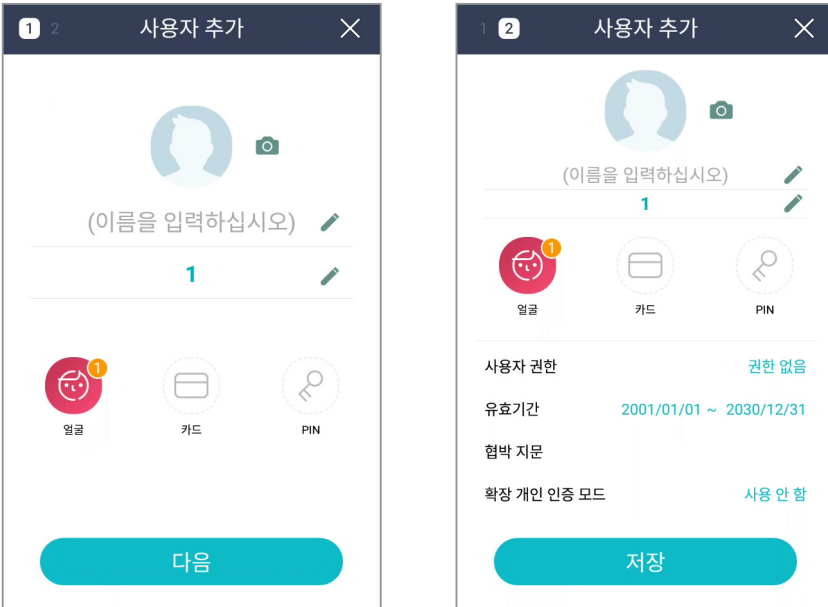 1 2 사용자 추가
(이름을 입력하십시오)
1
1
얼굴 카드 PIN
다음
1 2 사용자 추가
(이름을 입력하십시오)
1
1
얼굴 카드 PIN
사용자 권한 권한 없음
유효기간 2001/01/01 ~ 2030/12/31
협박 지문
확장 개인 인증 모드 사용 안 함
저장